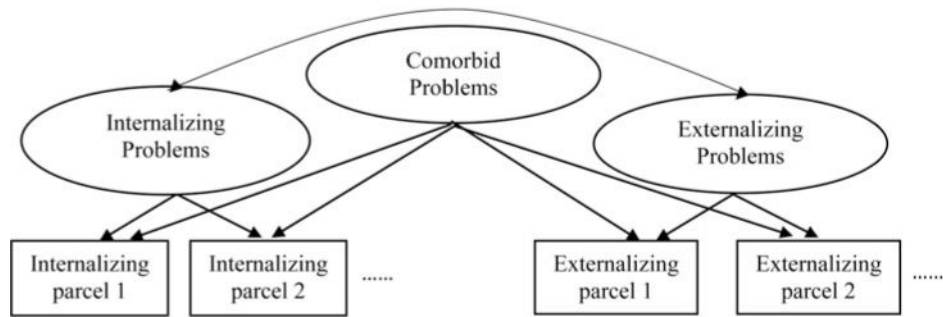 Comorbid
Problems
Internalizing
Problems
Externalizing
Problems
Internalizing
parcel 1
Internalizing
parcel 2
......
Externalizing
parcel 1
Externalizing
parcel 2
......